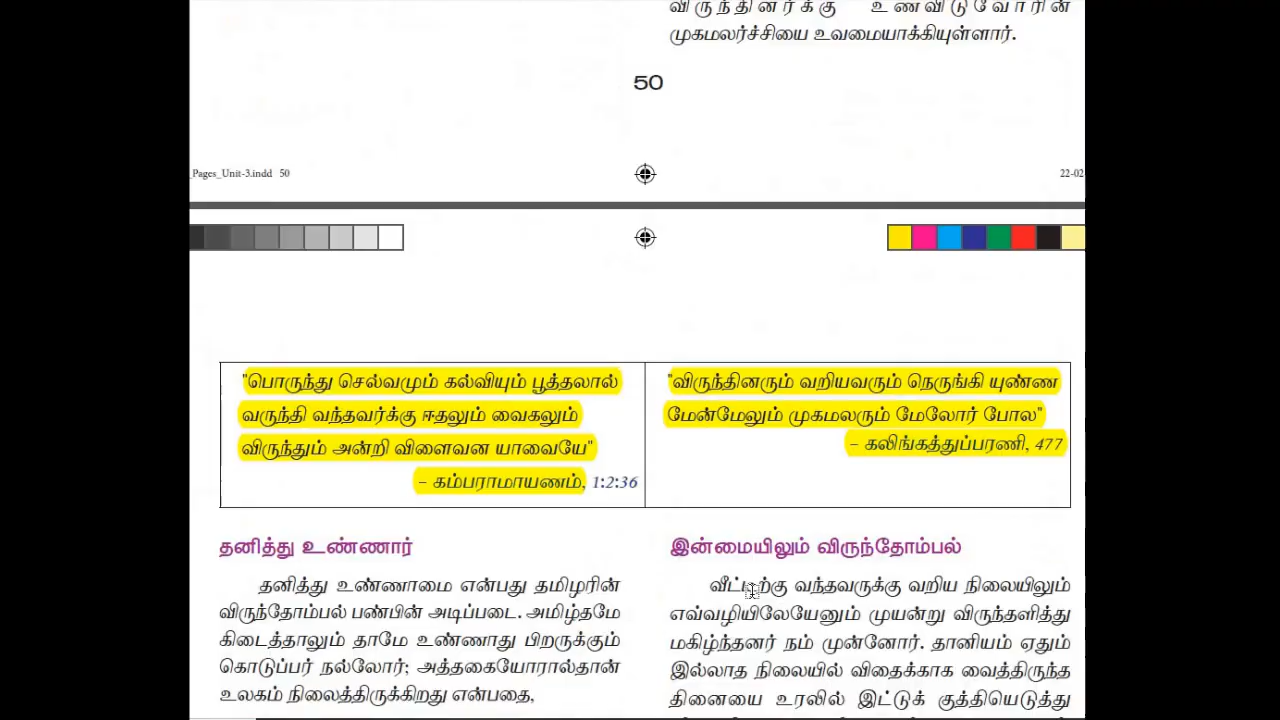 விருந்தினர்க்கு உணவிடுவோரின்
முகமலர்ச்சியை உவமையாக்கியுள்ளார்.
50
_Pages_Unit-3.indd 50
22-02
"பொருந்து செல்வமும் கல்வியும் பூத்தலால்
வருந்தி வந்தவர்க்கு ஈதலும் வைகலும்
விருந்தும் அன்றி விளைவன யாவையே"
– கம்பராமாயணம், 1:2:36
"விருந்தினரும் வறியவரும் நெருங்கி யுண்ண
மேன்மேலும் முகமலரும் மேலோர் போல"
– கலிங்கத்துப்பரணி, 477
தனித்து உண்ணார்
தனித்து உண்ணாமை என்பது தமிழரின்
விருந்தோம்பல் பண்பின் அடிப்படை. அமிழ்தமே
கிடைத்தாலும் தாமே உண்ணாது பிறருக்கும்
கொடுப்பர் நல்லோர்; அத்தகையோரால்தான்
உலகம் நிலைத்திருக்கிறது என்பதை,
இன்மையிலும் விருந்தோம்பல்
வீட்டிற்கு வந்தவருக்கு வறிய நிலையிலும்
எவ்வழியிலேயேனும் முயன்று விருந்தளித்து
மகிழ்ந்தனர் நம் முன்னோர். தானியம் ஏதும்
இல்லாத நிலையில் விதைக்காக வைத்திருந்த
தினையை உரலில் இட்டுக் குத்தியெடுத்து